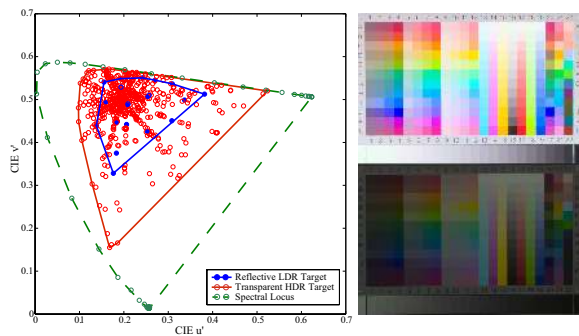 0.7
0.6
0.5
0.4
0.3
0.2
0.1
0
CIE v'
0 0.1 0.2 0.3 0.4 0.5 0.6 0.7
CIE u'
Reflective LDR Target
Transparent HDR Target
Spectral Locus